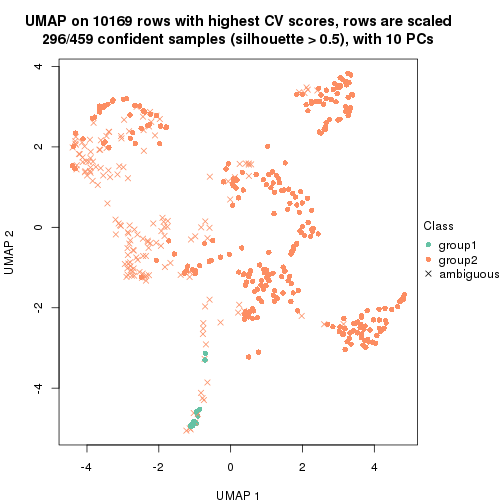 UMAP on 10169 rows with highest CV scores, rows are scaled
296/459 confident samples (silhouette > 0.5), with 10 PCs
4
2
0
-2
-4
UMAP 2
-4
-2
0
2
4
UMAP 1
Class
group1
group2
ambiguous